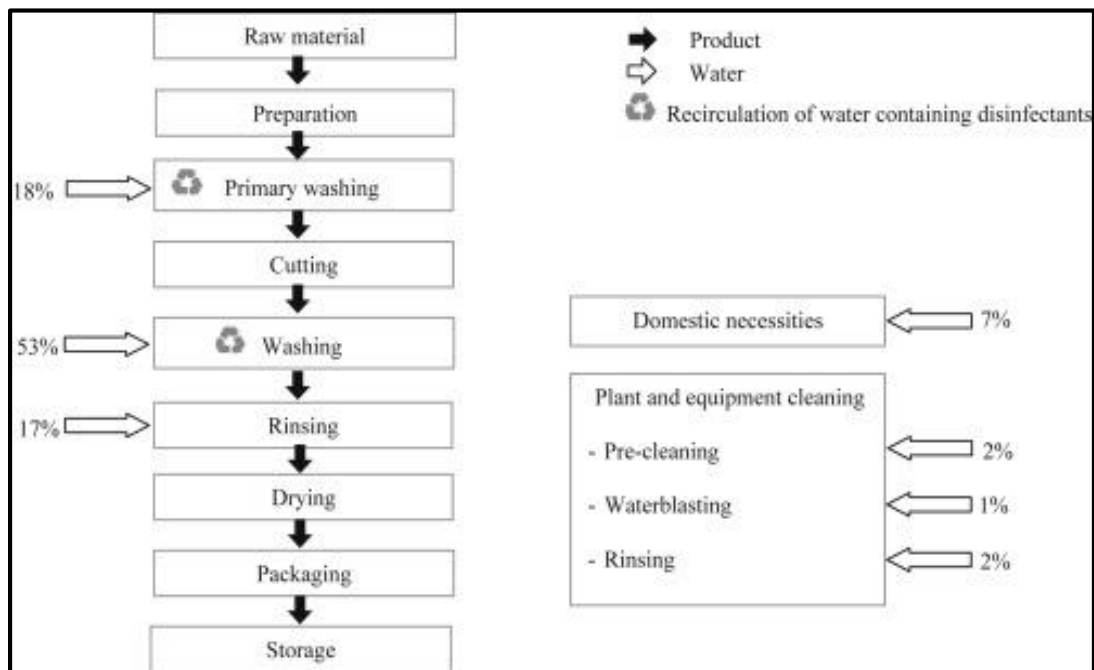 Raw material
Preparation
18%
Primary washing
Cutting
53%
Washing
17%
Rinsing
Drying
Packaging
Storage
Product
Water
Recirculation of water containing disinfectants
Domestic necessities
7%
Plant and equipment cleaning
- Pre-cleaning
2%
- Waterblasting
1%
- Rinsing
2%